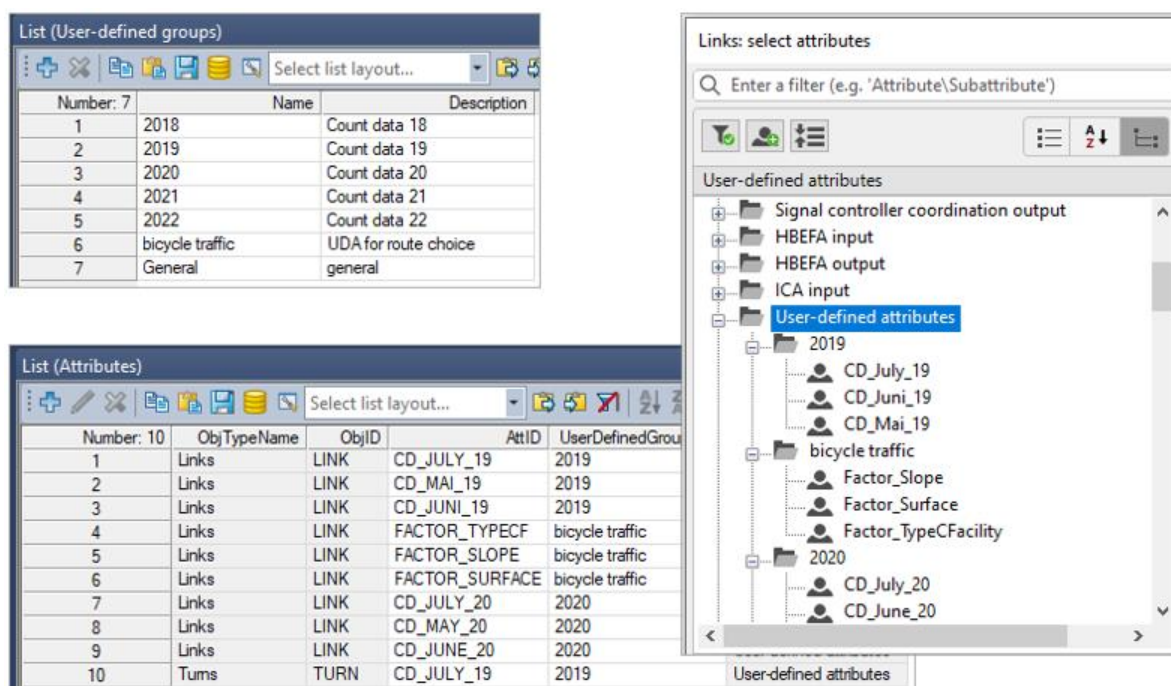 List (User-defined groups)
Select list layout...
Number: 7 Name Description
1 2018 Count data 18
2 2019 Count data 19
3 2020 Count data 20
4 2021 Count data 21
5 2022 Count data 22
6 bicycle traffic UDA for route choice
7 General general
List (Attributes)
Select list layout...
Number: 10 ObjTypeName ObjID AttID UserDefinedGrou
1 Links LINK CD_JULY_19 2019
2 Links LINK CD_MAI_19 2019
3 Links LINK CD_JUNI_19 2019
4 Links LINK FACTOR_TYPECF bicycle traffic
5 Links LINK FACTOR_SLOPE bicycle traffic
6 Links LINK FACTOR_SURFACE bicycle traffic
7 Links LINK CD_JULY_20 2020
8 Links LINK CD_MAY_20 2020
9 Links LINK CD_JUNE_20 2020
10 Turns TURN CD_JULY_19 2019 User-defined attributes
Links: select attributes
Enter a filter (e.g. 'Attribute\Subattribute')
User-defined attributes
Signal controller coordination output
HBEFA input
HBEFA output
ICA input
User-defined attributes
2019
CD_July_19
CD_Juni_19
CD_Mai_19
bicycle traffic
Factor_Slope
Factor_Surface
Factor_TypeCFacility
2020
CD_July_20
CD_June_20